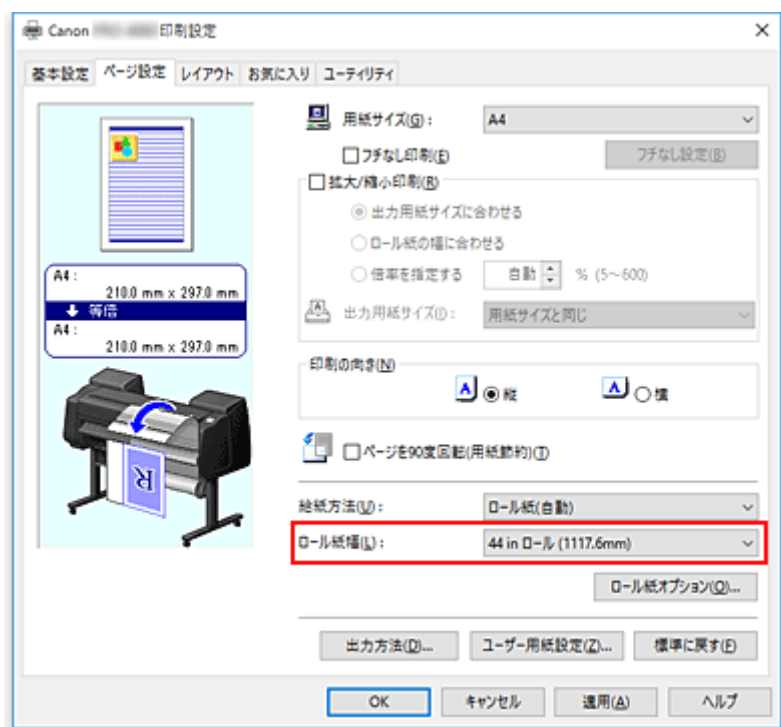 Canon 印刷設定
基本設定 ページ設定 レイアウト お気に入り ユーティリティ
用紙サイズ(G): A4
フチなし印刷(E) フチなし設定(B)
拡大/縮小印刷(R)
出力用紙サイズに合わせる
ロール紙の幅に合わせる
倍率を指定する 自動 % (5～600)
出力用紙サイズ(I): 用紙サイズと同じ
A4:
210.0 mm x 297.0 mm
等倍
A4:
210.0 mm x 297.0 mm
印刷の向き(N)
A 縦 A 横
ページを90度回転(用紙節約)(T)
R
給紙方法(U): ロール紙(自動)
ロール紙幅(L): 44 in ロール (1117.6mm)
ロール紙オプション(O)...
出力方法(D)... ユーザー用紙設定(Z)... 標準に戻す(F)
OK キャンセル 適用(A) ヘルプ